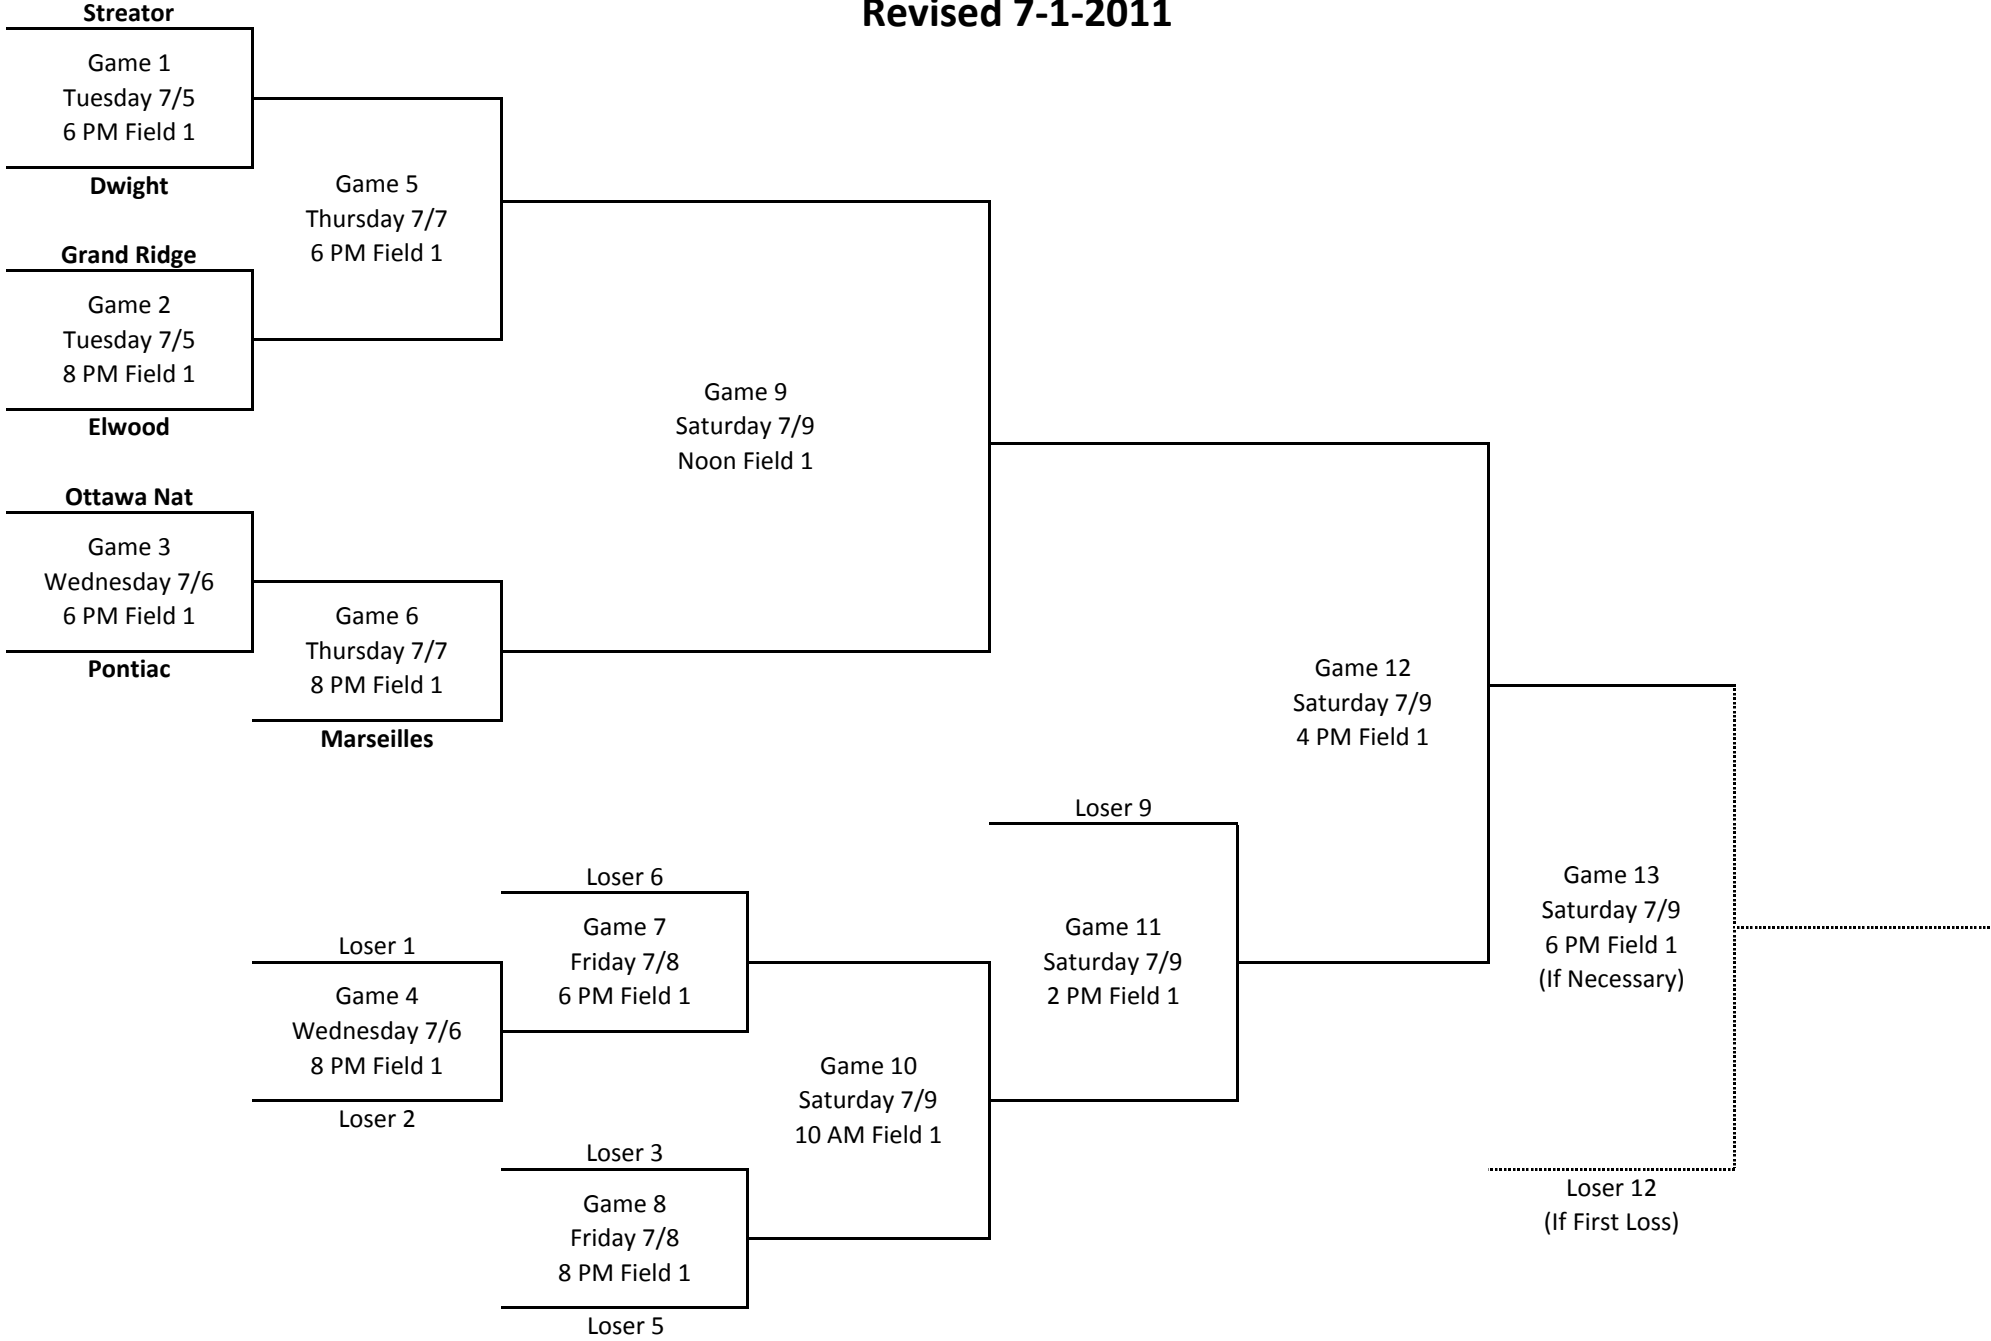 Revised 7-1-2011
Streator
Game 1
Tuesday 7/5
6 PM Field 1
Dwight
Game 5
Thursday 7/7
6 PM Field 1
Grand Ridge
Game 2
Tuesday 7/5
8 PM Field 1
Elwood
Game 9
Saturday 7/9
Noon Field 1
Ottawa Nat
Game 3
Wednesday 7/6
6 PM Field 1
Pontiac
Game 6
Thursday 7/7
8 PM Field 1
Marseilles
Game 12
Saturday 7/9
4 PM Field 1
Loser 9
Loser 6
Game 7
Friday 7/8
6 PM Field 1
Game 11
Saturday 7/9
2 PM Field 1
Game 13
Saturday 7/9
6 PM Field 1
(If Necessary)
Loser 1
Game 4
Wednesday 7/6
8 PM Field 1
Loser 2
Game 10
Saturday 7/9
10 AM Field 1
Loser 3
Game 8
Friday 7/8
8 PM Field 1
Loser 5
Loser 12
(If First Loss)